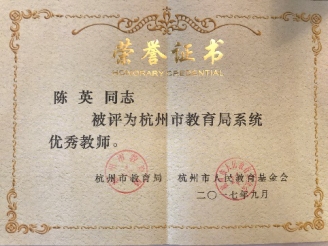 荣誉证书
HONORARY CREDENTIAL
陈 英 同志
被评为杭州市教育局系统
优秀教师。
杭州市教育局 杭州市人民教育基金会
二〇一七年九月